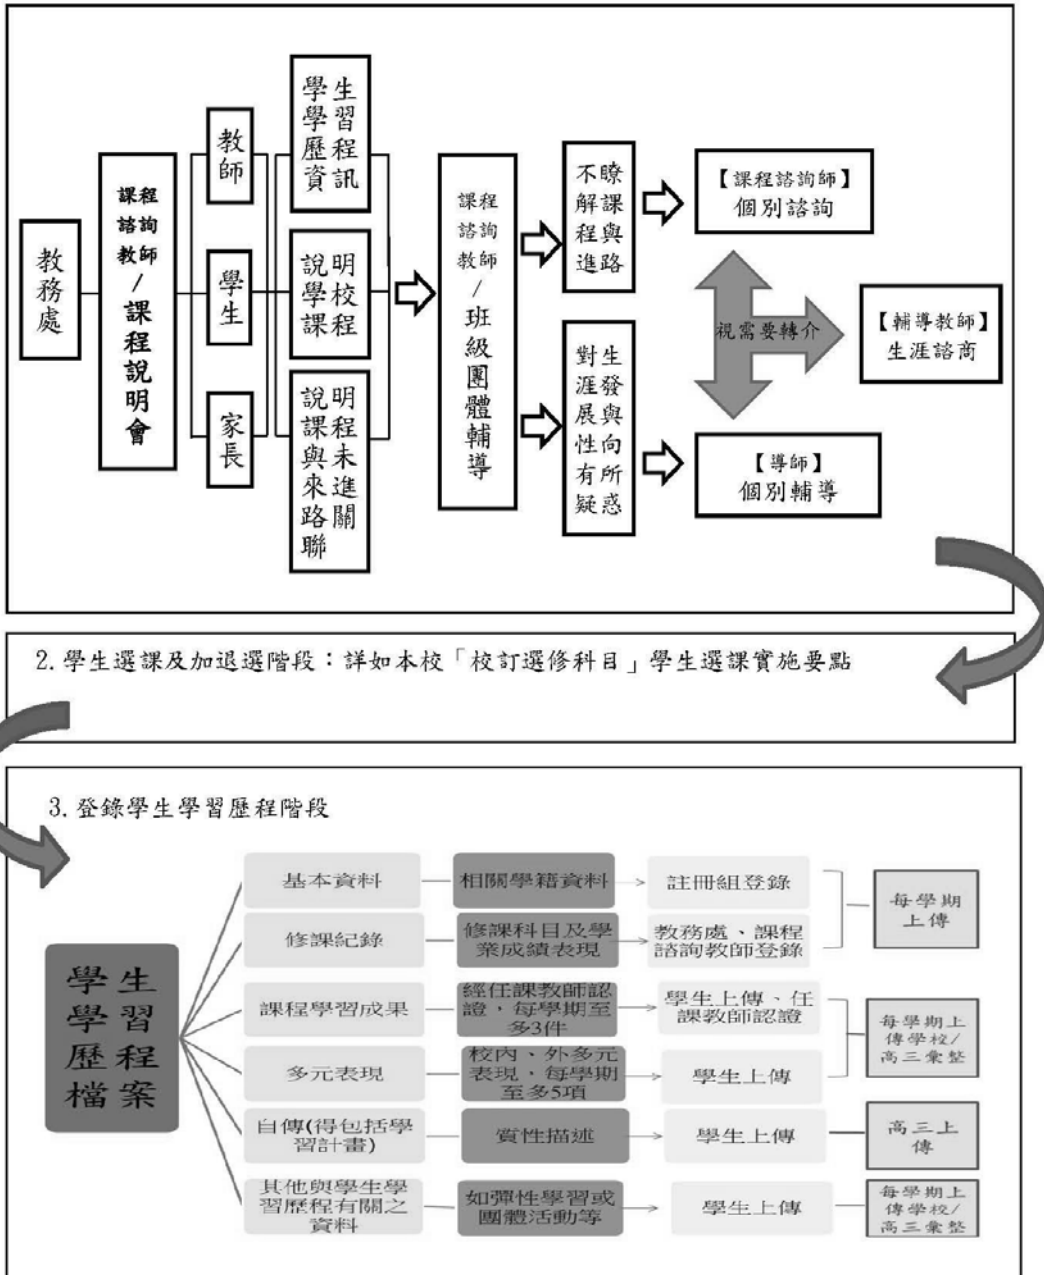 教務處
課程
諮詢
教師
/
課程說明會
教師
學生
家長
學生
學習
歷程
資訊
說明
學校
課程
說明
課程
與未
來進
路關
聯
課程
諮詢
教師
/
班級團體輔導
不瞭
解課
程與
進路
對生
涯發
展與
性向
有所
疑惑
【課程諮詢師】
個別諮詢
視需要轉介
【輔導教師】
生涯諮商
【導師】
個別輔導
2.學生選課及加退選階段：詳如本校「校訂選修科目」學生選課實施要點
3.登錄學生學習歷程階段
學生
學習
歷程
檔案
基本資料
相關學籍資料
註冊組登錄
修課紀錄
修課科目及學
業成績表現
教務處、課程
諮詢教師登錄
每學期
上傳
課程學習成果
經任課教師認
證，每學期至
多3件
學生上傳、任
課教師認證
多元表現
校內、外多元
表現，每學期
至多5項
學生上傳
每學期上
傳學校/
高三彙整
自傳(得包括學
習計畫)
質性描述
學生上傳
高三上
傳
其他與學生學
習歷程有關之
資料
如彈性學習或
團體活動等
學生上傳
每學期上
傳學校/
高三彙整